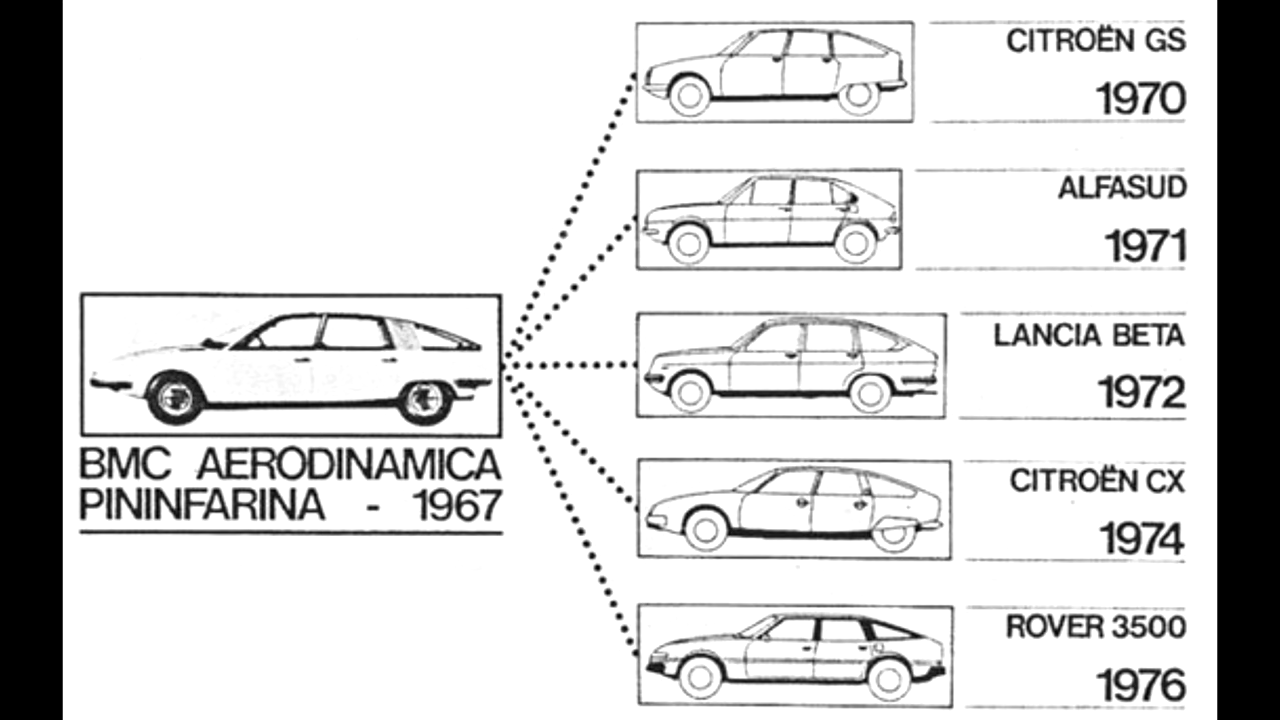 BMC AERODINAMICA
PININFARINA - 1967
CITROËN GS
1970
ALFASUD
1971
LANCIA BETA
1972
CITROËN CX
1974
ROVER 3500
1976